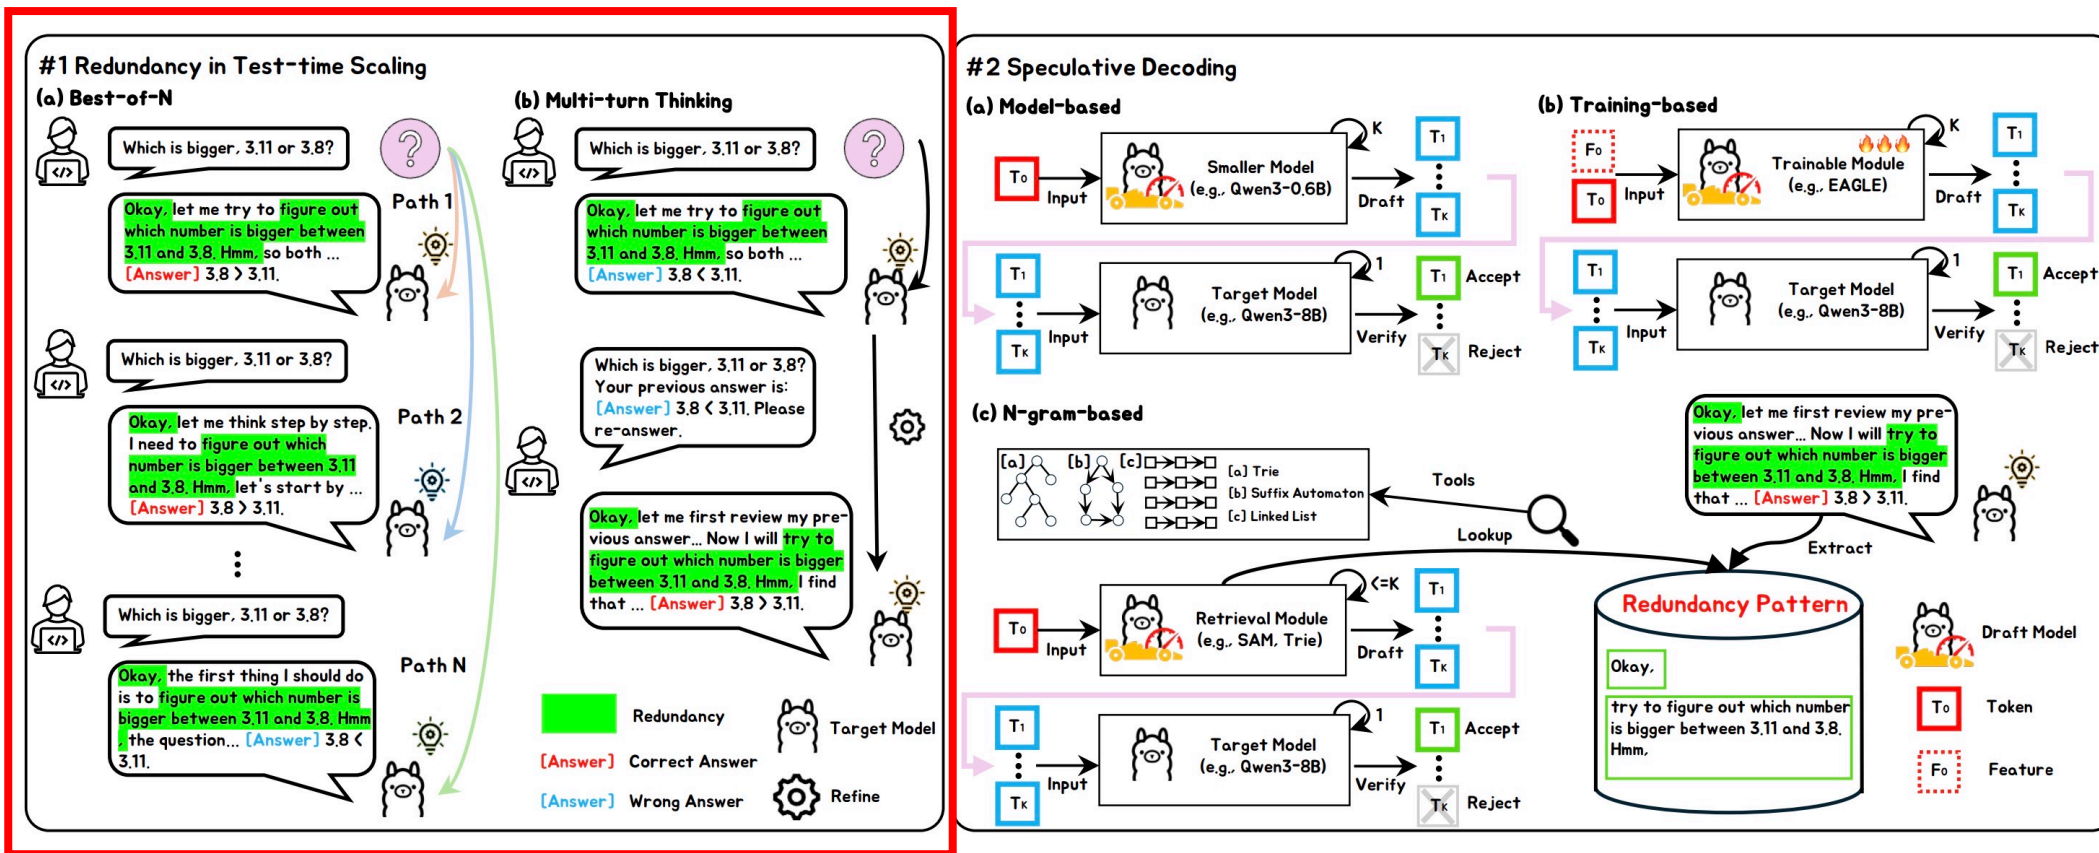 #1 Redundancy in Test-time Scaling
(a) Best-of-N
Which is bigger, 3.11 or 3.8?
Path 1
Okay, let me try to figure out
which number is bigger between
3.11 and 3.8. Hmm, so both ...
[Answer] 3.8 > 3.11.
Which is bigger, 3.11 or 3.8?
Path 2
Okay, let me think step by step.
I need to figure out which
number is bigger between 3.11
and 3.8. Hmm, let's start by ...
[Answer] 3.8 > 3.11.
Which is bigger, 3.11 or 3.8?
Path N
Okay, the first thing I should do
is to figure out which number is
bigger between 3.11 and 3.8. Hmm
, the question... [Answer] 3.8 <
3.11.
(b) Multi-turn Thinking
Which is bigger, 3.11 or 3.8?
Okay, let me try to figure out
which number is bigger between
3.11 and 3.8. Hmm, so both ...
[Answer] 3.8 < 3.11.
Which is bigger, 3.11 or 3.8?
Your previous answer is:
[Answer] 3.8 < 3.11. Please
re-answer.
Okay, let me first review my pre-
vious answer... Now I will try to
figure out which number is bigger
between 3.11 and 3.8. Hmm, I find
that ... [Answer] 3.8 > 3.11.
Redundancy
Target Model
[Answer] Correct Answer
[Answer] Wrong Answer
Refine
#2 Speculative Decoding
(a) Model-based
T0
Input
Smaller Model
(e.g., Qwen3-0.6B)
K
Draft
T1
TK
T1
TK
Input
Target Model
(e.g., Qwen3-8B)
1
Verify
T1 Accept
TK Reject
(b) Training-based
F0
T0
Input
Trainable Module
(e.g., EAGLE)
K
Draft
T1
TK
T1
TK
Input
Target Model
(e.g., Qwen3-8B)
1
Verify
T1 Accept
TK Reject
(c) N-gram-based
[a]
[b]
[c]
[a] Trie
[b] Suffix Automaton
[c] Linked List
Tools
Lookup
Okay, let me first review my pre-
vious answer... Now I will try to
figure out which number is bigger
between 3.11 and 3.8. Hmm, I find
that ... [Answer] 3.8 > 3.11.
Extract
T0
Input
Retrieval Module
(e.g., SAM, Trie)
<=K
Draft
T1
TK
T1
TK
Input
Target Model
(e.g., Qwen3-8B)
1
Verify
T1 Accept
TK Reject
Redundancy Pattern
Okay,
try to figure out which number
is bigger between 3.11 and 3.8.
Hmm,
Draft Model
T0 Token
F0 Feature